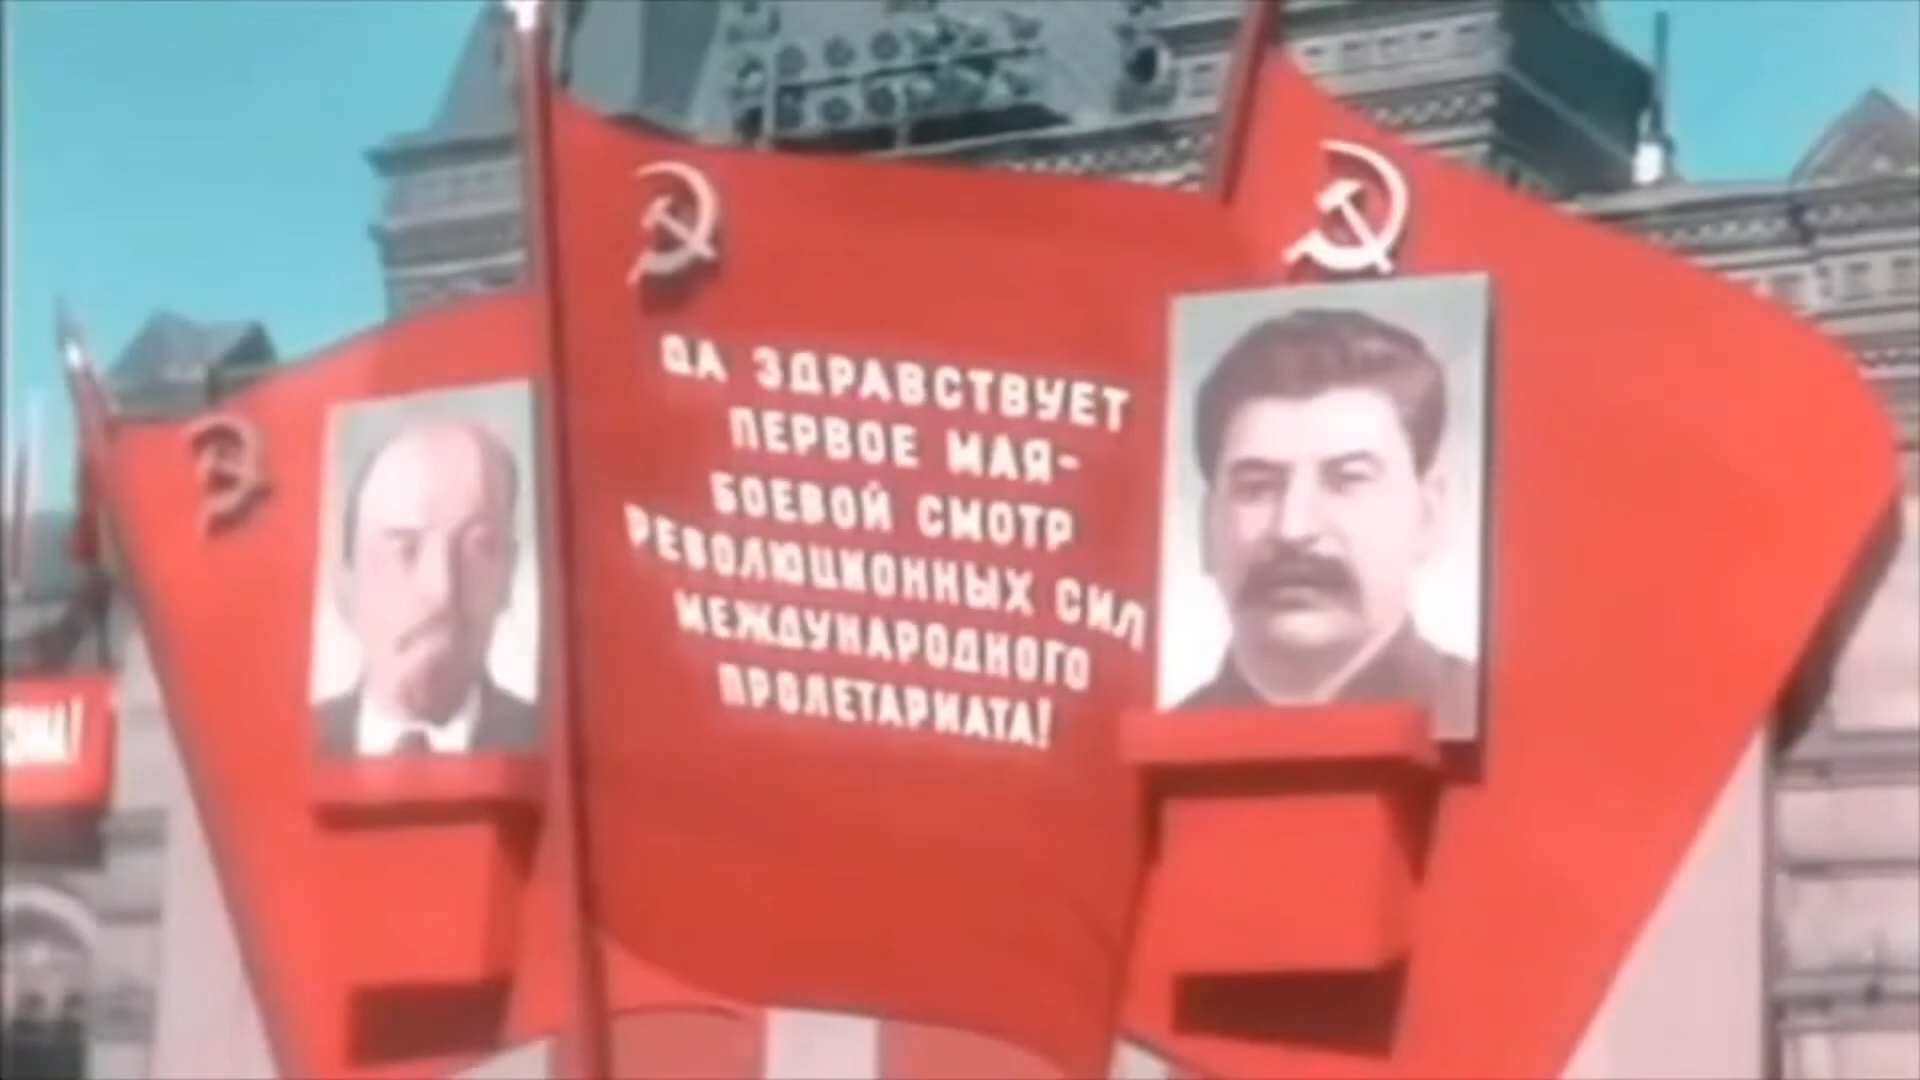 ДА ЗДРАВСТВУЕТ
ПЕРВОЕ МАЯ-
БОЕВОЙ СМОТР
РЕВОЛЮЦИОННЫХ СИЛ
МЕЖДУНАРОДНОГО
ПРОЛЕТАРИАТА!